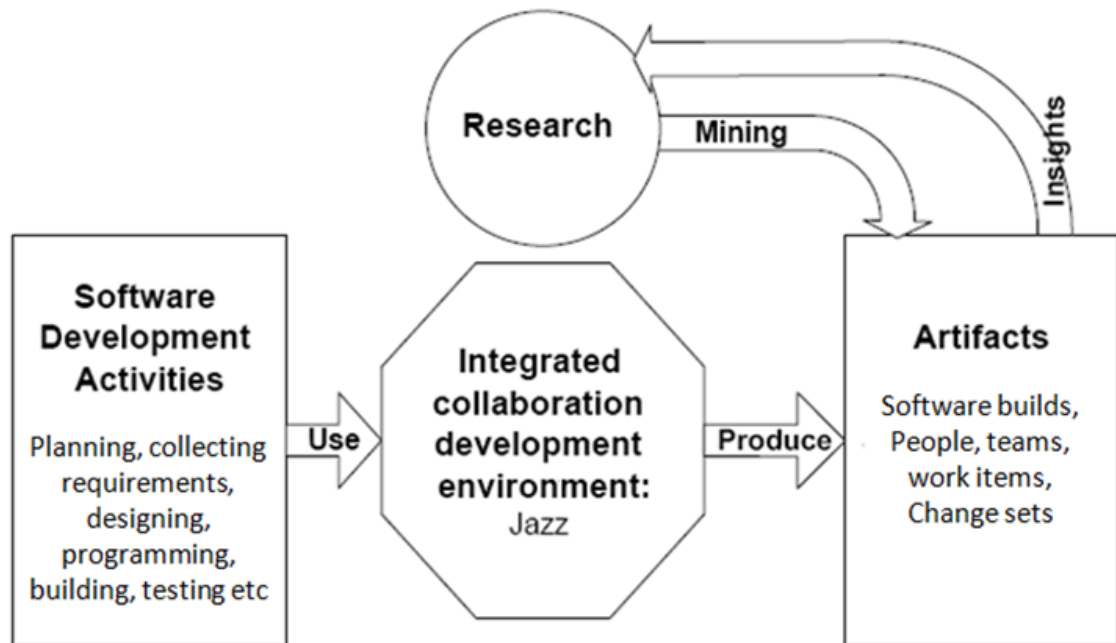 Research
Mining
Insights
Software
Development
Activities
Planning, collecting
requirements,
designing,
programming,
building, testing etc
Use
Integrated
collaboration
development
environment:
Jazz
Produce
Artifacts
Software builds,
People, teams,
work items,
Change sets